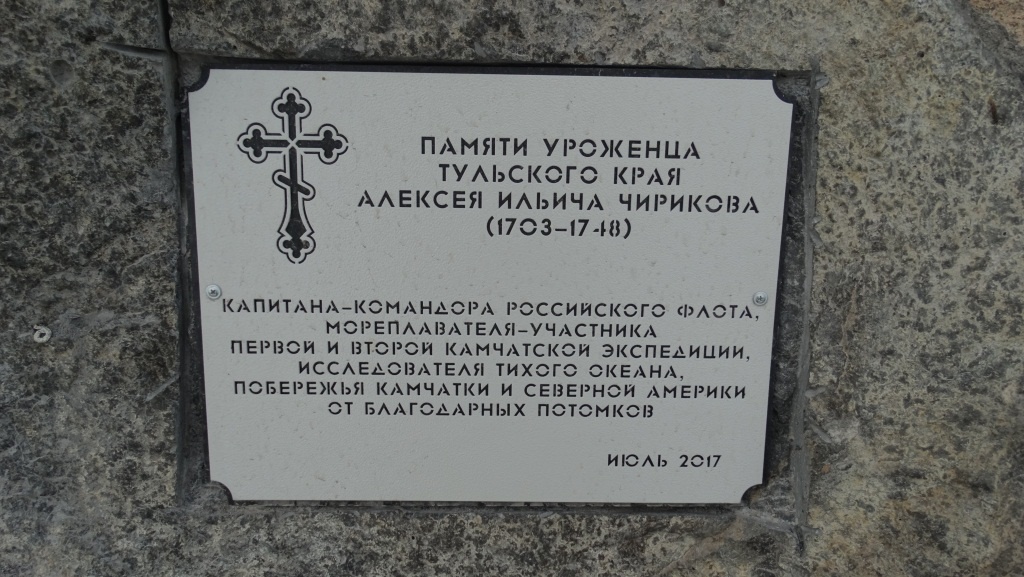 ПАМЯТИ УРОЖЕНЦА
ТУЛЬСКОГО КРАЯ
АЛЕКСЕЯ ИЛЬИЧА ЧИРИКОВА
(1703-1748)
КАПИТАНА-КОМАНДОРА РОССИЙСКОГО ФЛОТА,
МОРЕПЛАВАТЕЛЯ-УЧАСТНИКА
ПЕРВОЙ И ВТОРОЙ КАМЧАТСКОЙ ЭКСПЕДИЦИИ,
ИССЛЕДОВАТЕЛЯ ТИХОГО ОКЕАНА,
ПОБЕРЕЖЬЯ КАМЧАТКИ И СЕВЕРНОЙ АМЕРИКИ
ОТ БЛАГОДАРНЫХ ПОТОМКОВ
ИЮЛЬ 2017